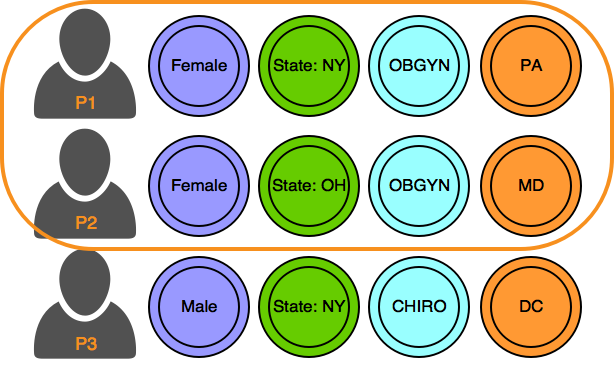 Female State: NY OBGYN PA
P1
Female State: OH OBGYN MD
P2
Male State: NY CHIRO DC
P3